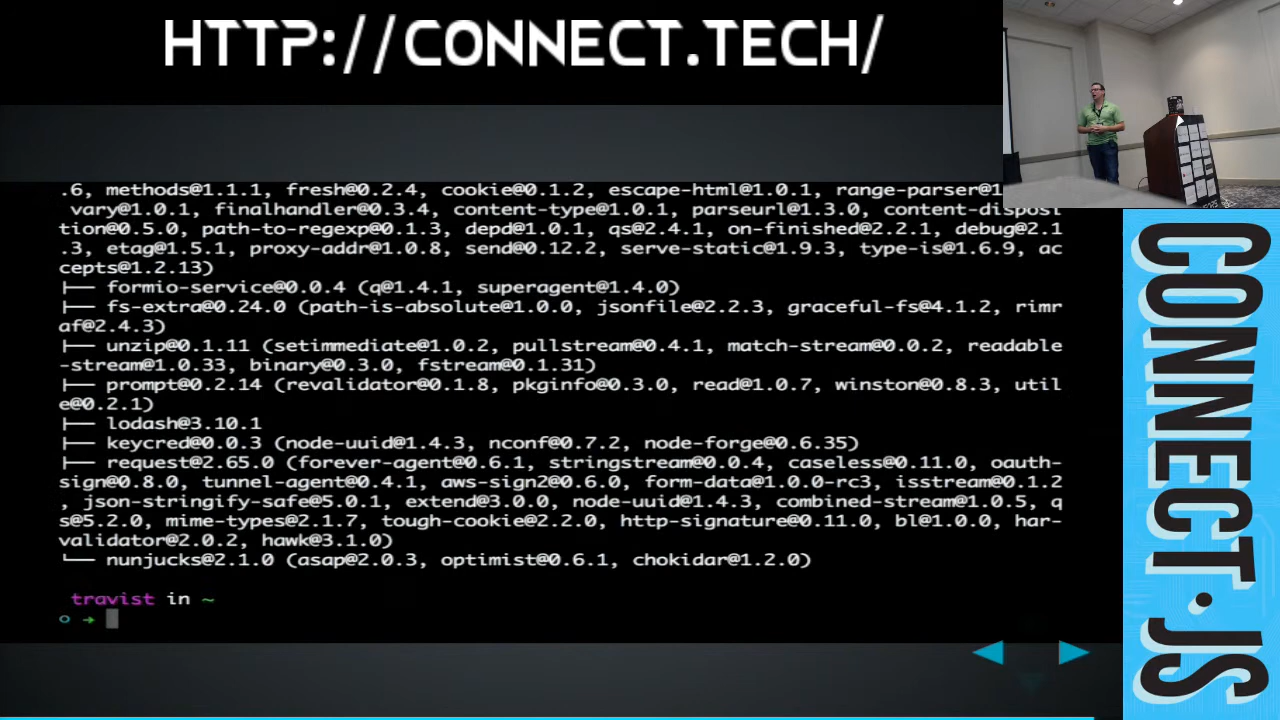 HTTP://CONNECT.TECH/
.6, methods@1.1.1, fresh@0.2.4, cookie@0.1.2, escape-html@1.0.1, range-parser@1
vary@1.0.1, finalhandler@0.3.4, content-type@1.0.1, parseurl@1.3.0, content-disposi
tion@0.5.0, path-to-regexp@0.1.3, depd@1.0.1, qs@2.4.1, on-finished@2.2.1, debug@2.1
.3, etag@1.5.1, proxy-addr@1.0.8, send@0.12.2, serve-static@1.9.3, type-is@1.6.9, ac
cepts@1.2.13)
├── formio-service@0.0.4 (q@1.4.1, superagent@1.4.0)
├── fs-extra@0.24.0 (path-is-absolute@1.0.0, jsonfile@2.2.3, graceful-fs@4.1.2, rimr
af@2.4.3)
├── unzip@0.1.11 (setimmediate@1.0.2, pullstream@0.4.1, match-stream@0.0.2, readable
-stream@1.0.33, binary@0.3.0, fstream@0.1.31)
├── prompt@0.2.14 (revalidator@0.1.8, pkginfo@0.3.0, read@1.0.7, winston@0.8.3, util
e@0.2.1)
├── lodash@3.10.1
├── keycred@0.0.3 (node-uuid@1.4.3, nconf@0.7.2, node-forge@0.6.35)
├── request@2.65.0 (forever-agent@0.6.1, stringstream@0.0.4, caseless@0.11.0, oauth-
sign@0.8.0, tunnel-agent@0.4.1, aws-sign2@0.6.0, form-data@1.0.0-rc3, isstream@0.1.2
, json-stringify-safe@5.0.1, extend@3.0.0, node-uuid@1.4.3, combined-stream@1.0.5, q
s@5.2.0, mime-types@2.1.7, tough-cookie@2.2.0, http-signature@0.11.0, bl@1.0.0, har-
validator@2.0.2, hawk@3.1.0)
└── nunjucks@2.1.0 (asap@2.0.3, optimist@0.6.1, chokidar@1.2.0)
travist in ~
○ →
CONNECT.JS